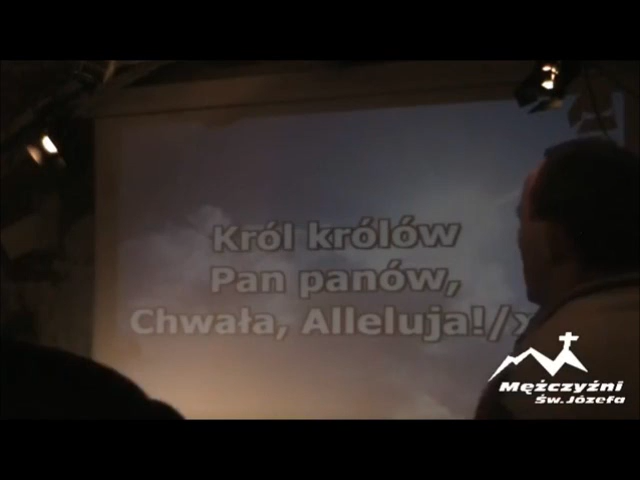 Król królów
Pan panów,
Chwała, Alleluja!/x
Mężczyźni
Św. Józefa